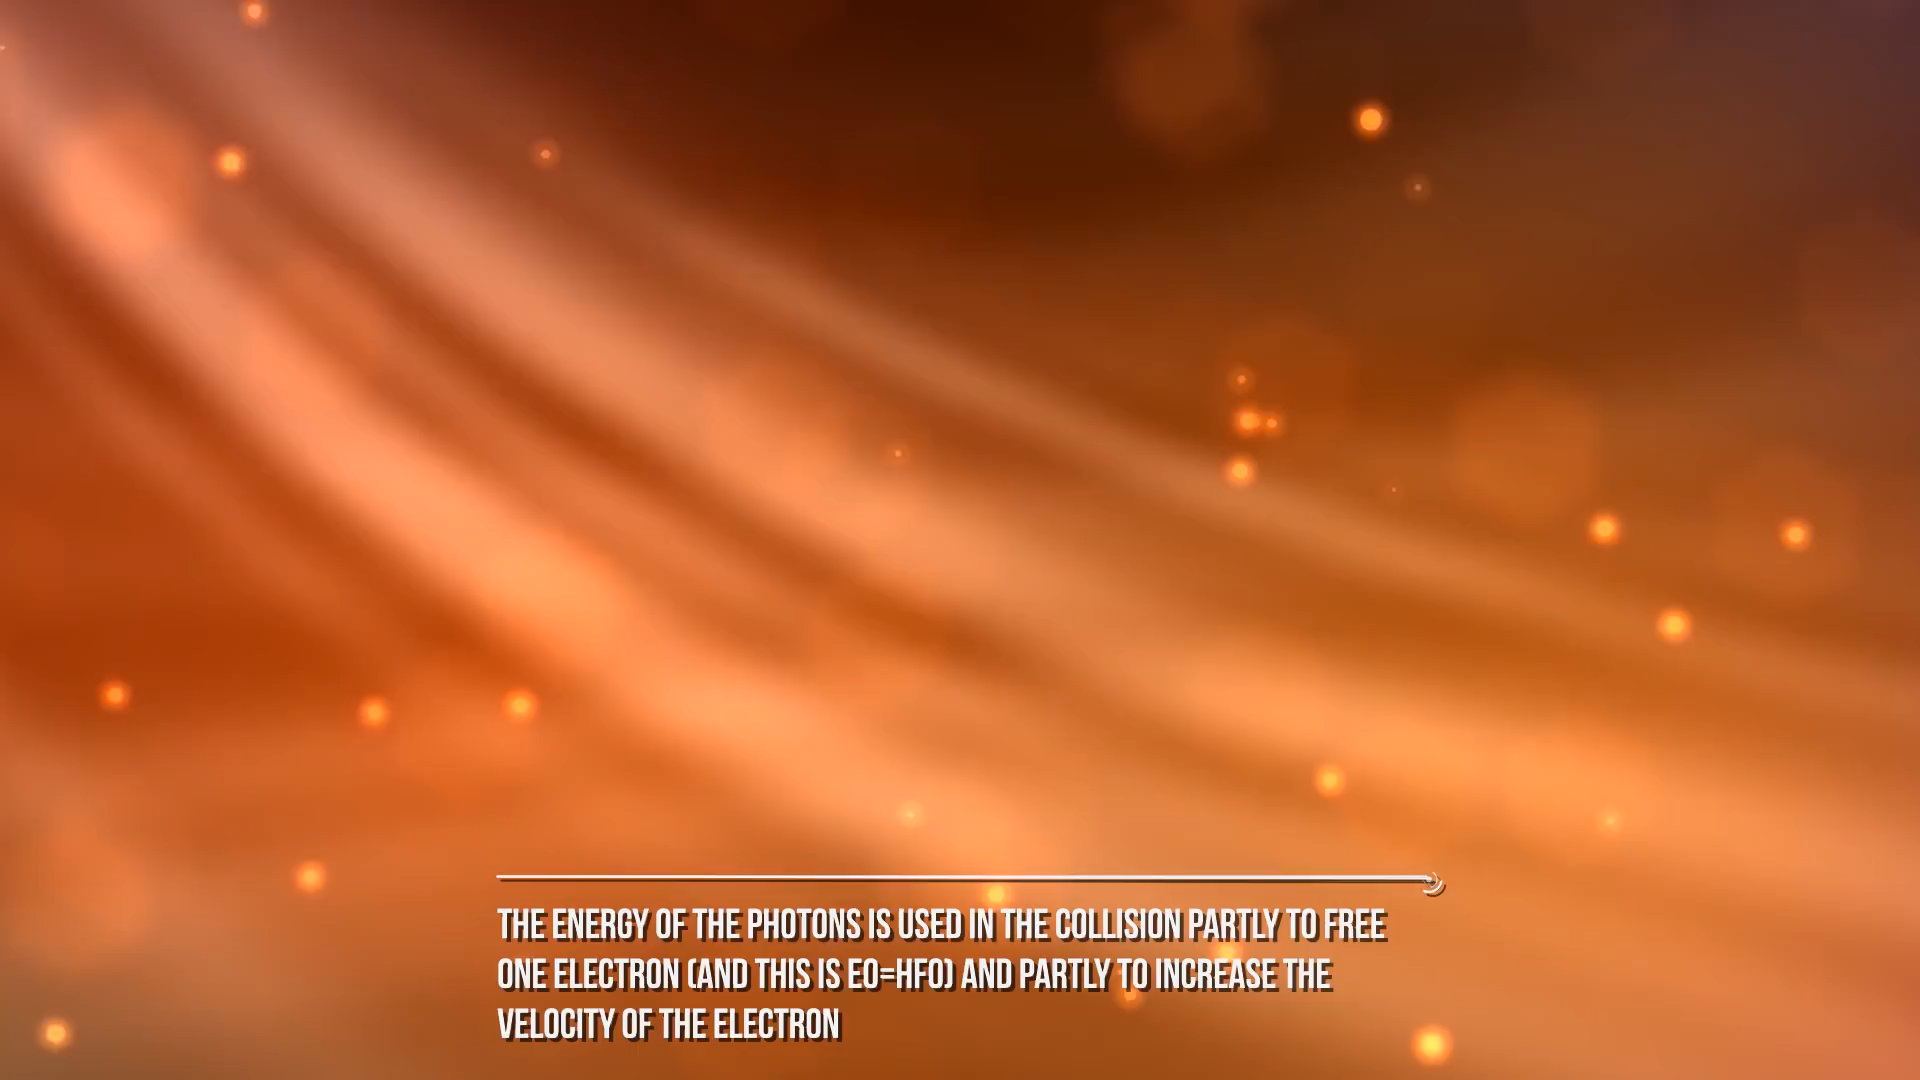 THE ENERGY OF THE PHOTONS IS USED IN THE COLLISION PARTLY TO FREE
ONE ELECTRON (AND THIS IS E0=HF0) AND PARTLY TO INCREASE THE
VELOCITY OF THE ELECTRON